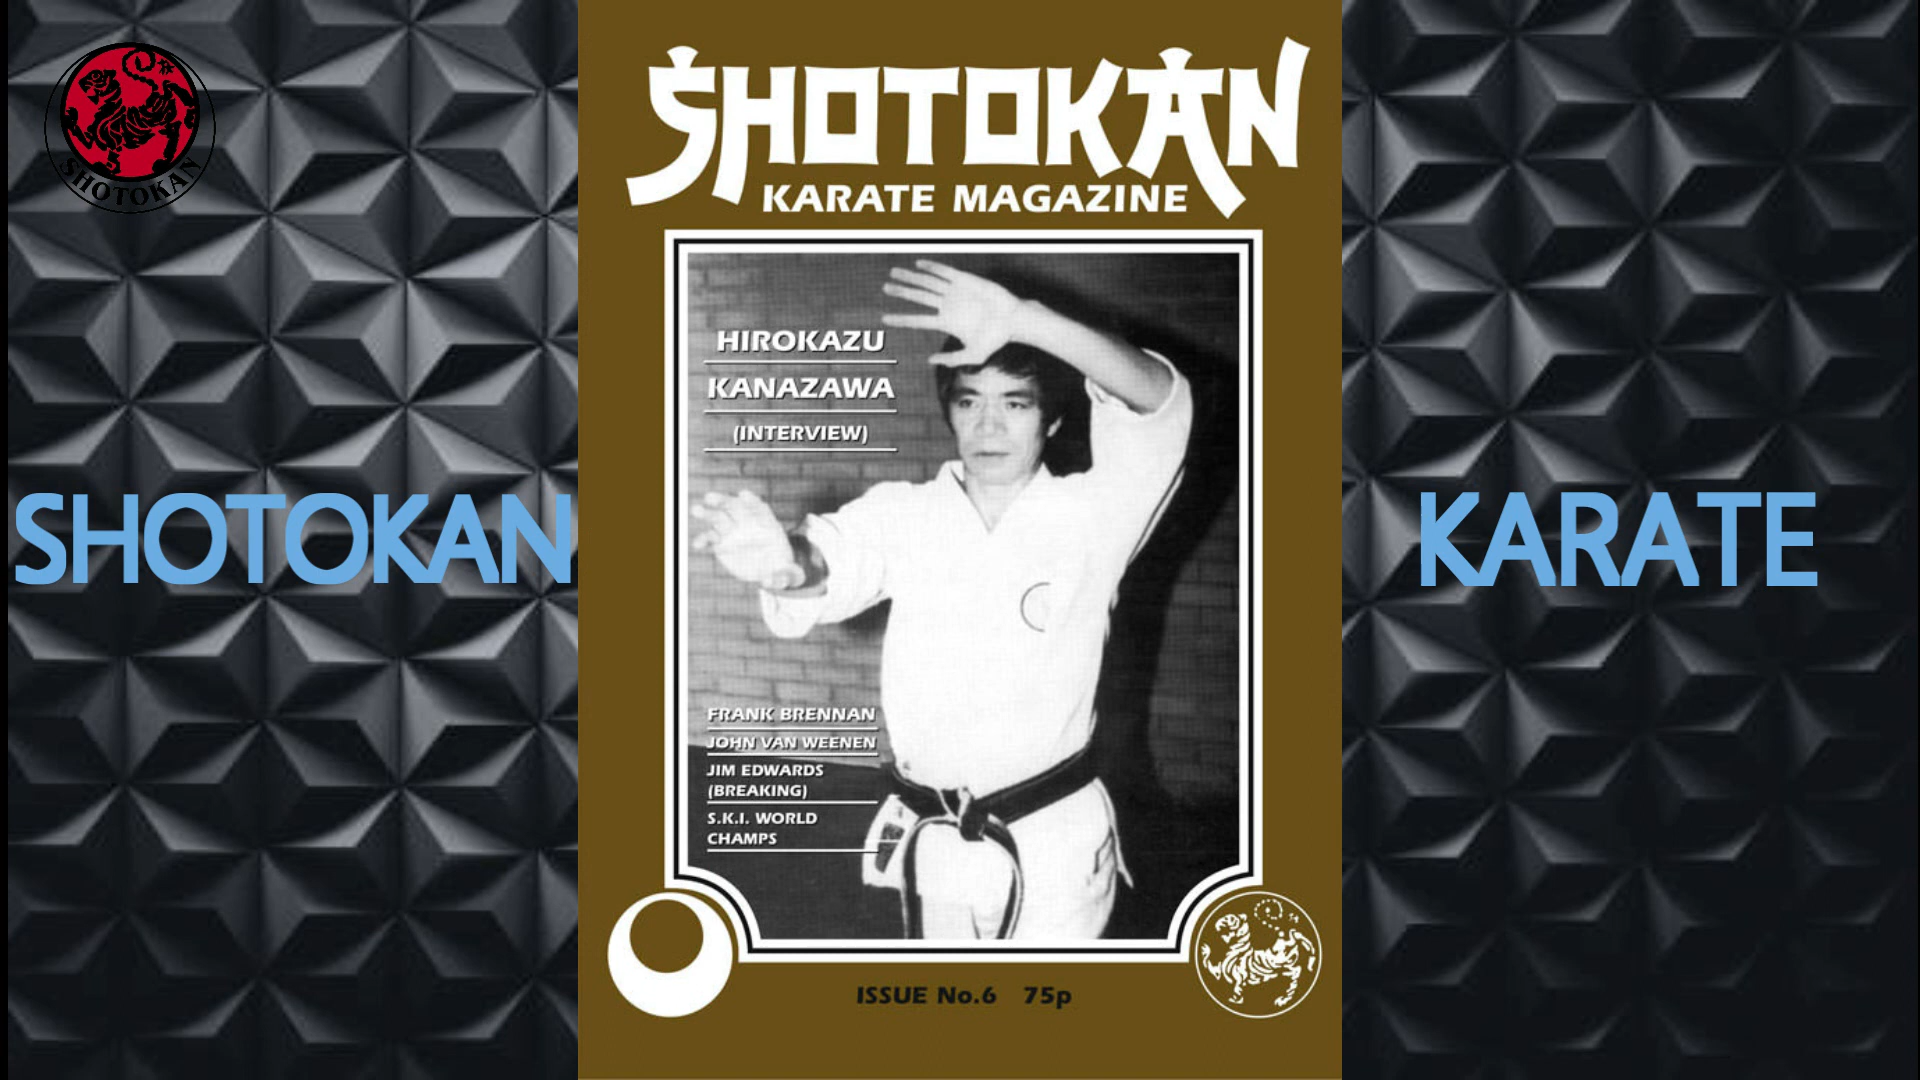 SHOTOKAN
SHOTOKAN
KARATE MAGAZINE
HIROKAZU
KANAZAWA
(INTERVIEW)
SHOTOKAN
KARATE
FRANK BRENNAN
JOHN VAN WEENEN
JIM EDWARDS
(BREAKING)
S.K.I. WORLD
CHAMPS
ISSUE No.6 75p